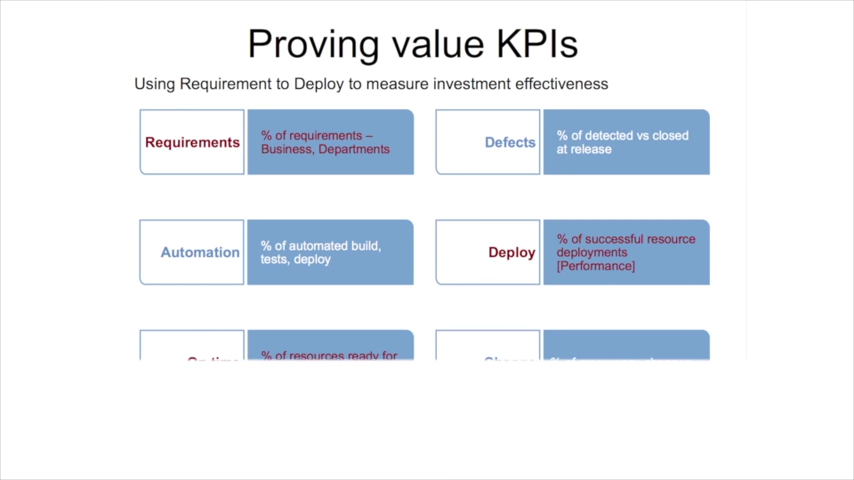 Proving value KPIs
Using Requirement to Deploy to measure investment effectiveness
Requirements
% of requirements –
Business, Departments
Defects
% of detected vs closed
at release
Automation
% of automated build,
tests, deploy
Deploy
% of successful resource
deployments
[Performance]
% of resources ready for